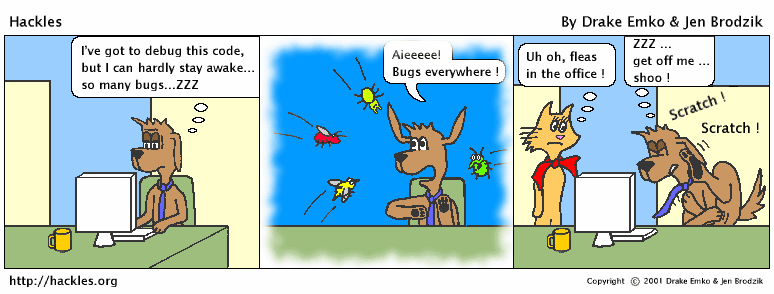 Hackles
By Drake Emko & Jen Brodzik
I've got to debug this code,
but I can hardly stay awake...
so many bugs...ZZZ
Aieeeee!
Bugs everywhere !
Uh oh, fleas
in the office !
ZZZ ...
get off me ...
shoo !
Scratch !
Scratch !
http://hackles.org
Copyright © 2001 Drake Emko & Jen Brodzik